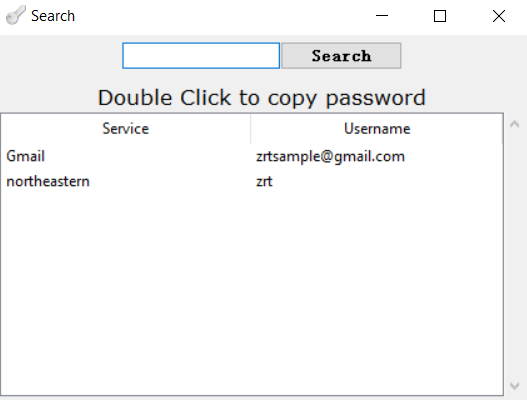 Search
Search
Double Click to copy password
Service Username
Gmail zrtsample@gmail.com
northeastern zrt